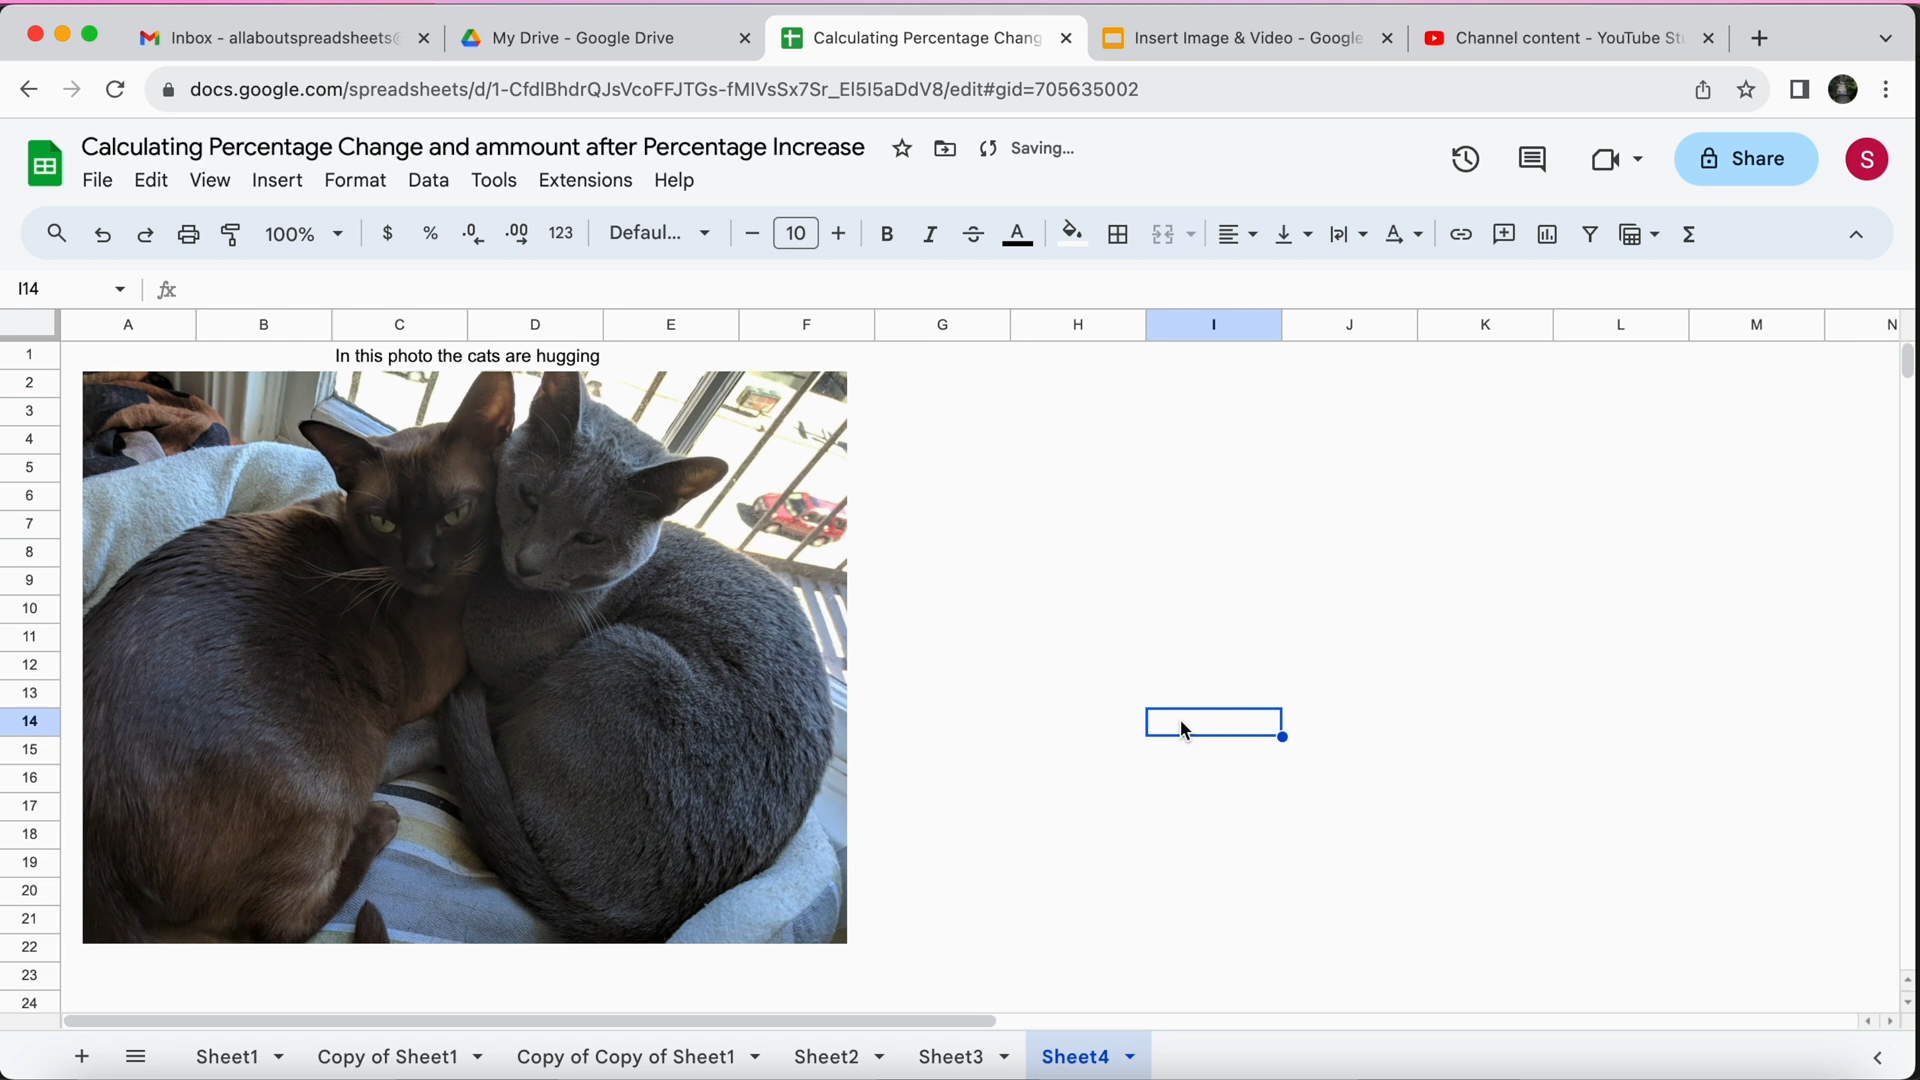 Inbox - allaboutspreadsheets@
My Drive - Google Drive
Calculating Percentage Chang
Insert Image & Video - Google
Channel content - YouTube Stu
docs.google.com/spreadsheets/d/1-CfdlBhdrQJsVcoFFJTGs-fMIVsSx7Sr_EI5I5aDdV8/edit#gid=705635002
Calculating Percentage Change and ammount after Percentage Increase
Saving...
File Edit View Insert Format Data Tools Extensions Help
Share
S
100% $ % .0 .00 123 Defaul... 10 B I S A
I14
fx
A B C D E F G H I J K L M N
1 In this photo the cats are hugging
2
3
4
5
6
7
8
9
10
11
12
13
14
15
16
17
18
19
20
21
22
23
24
Sheet1 Copy of Sheet1 Copy of Copy of Sheet1 Sheet2 Sheet3 Sheet4